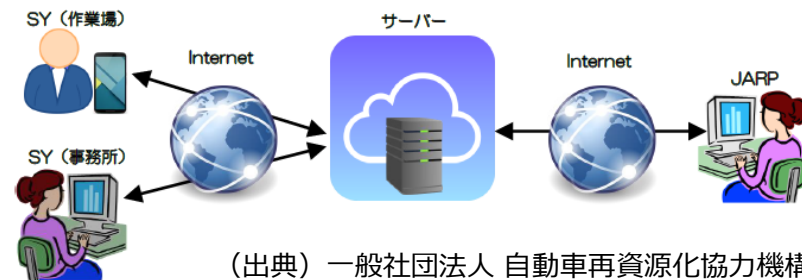 SY（作業場）
サーバー
Internet
Internet
JARP
SY（事務所）
（出典）一般社団法人 自動車再資源化協力機構